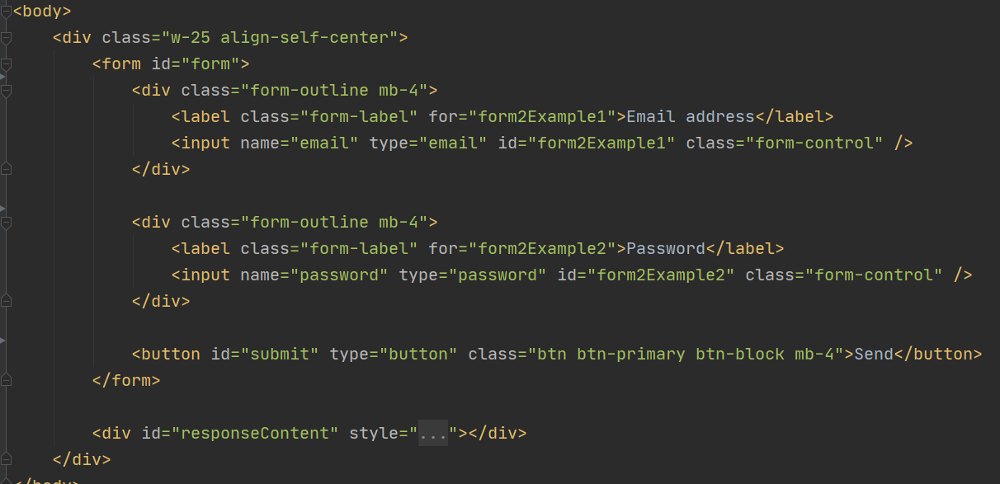 <body>
<div class="w-25 align-self-center">
<form id="form">
<div class="form-outline mb-4">
<label class="form-label" for="form2Example1">Email address</label>
<input name="email" type="email" id="form2Example1" class="form-control" />
</div>
<div class="form-outline mb-4">
<label class="form-label" for="form2Example2">Password</label>
<input name="password" type="password" id="form2Example2" class="form-control" />
</div>
<button id="submit" type="button" class="btn btn-primary btn-block mb-4">Send</button>
</form>
<div id="responseContent" style="..."></div>
</div>
</body>